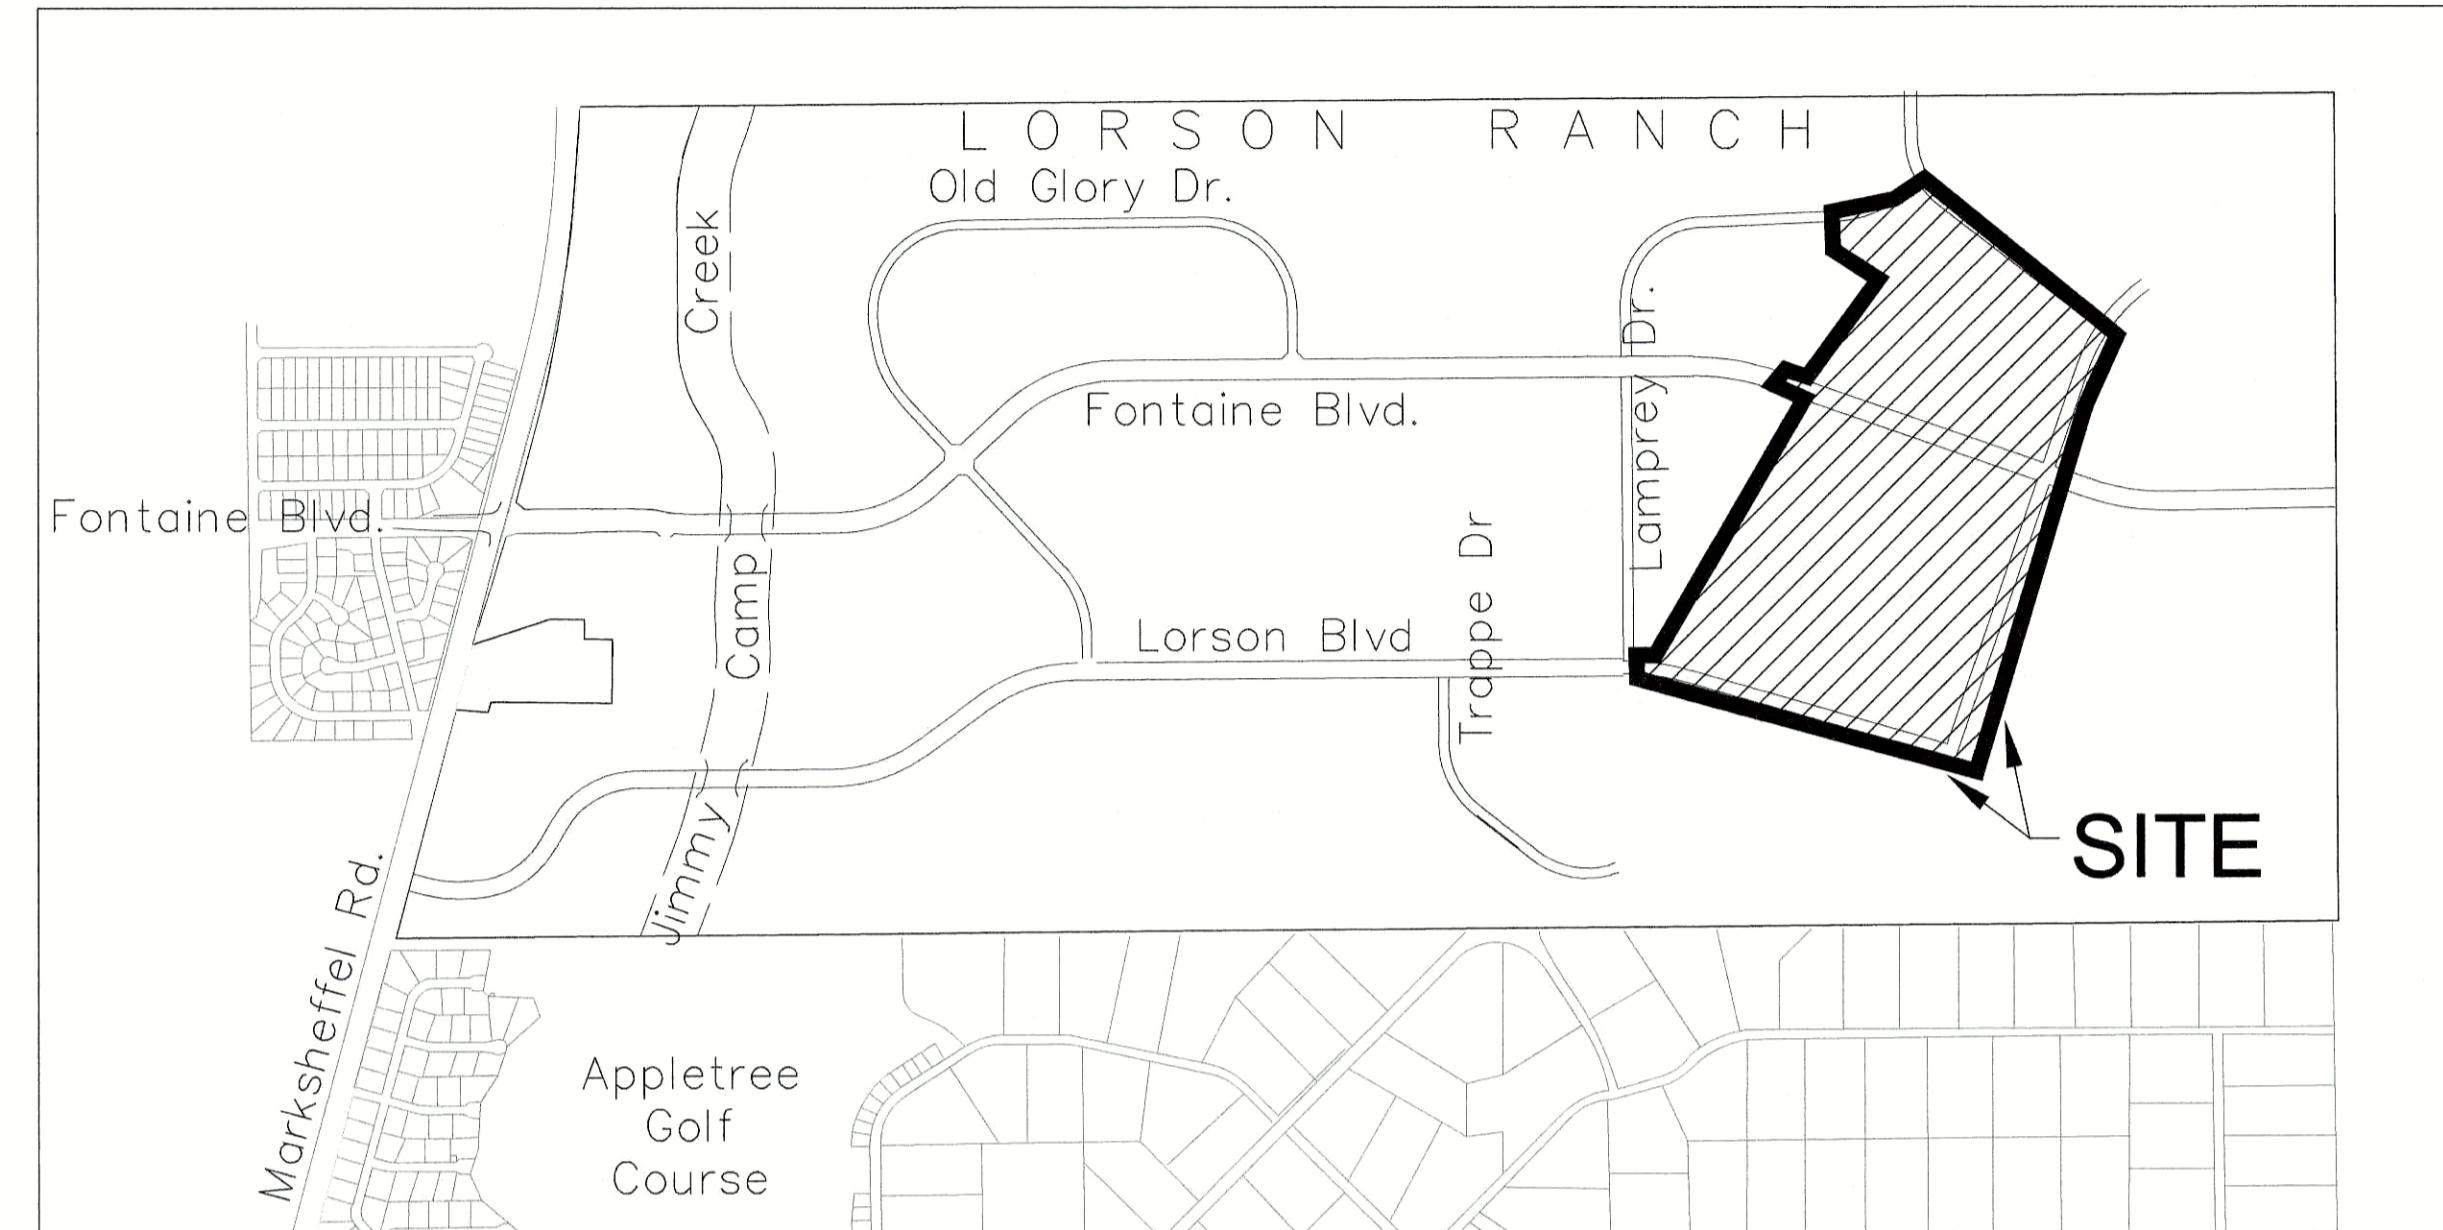 LORSON RANCH
Old Glory Dr.
Creek
Lamprey Dr.
Fontaine Blvd.
Fontaine Blvd.
Trappe Dr
Camp
Lorson Blvd
Jimmy
SITE
Marksheffel Rd.
Appletree
Golf
Course